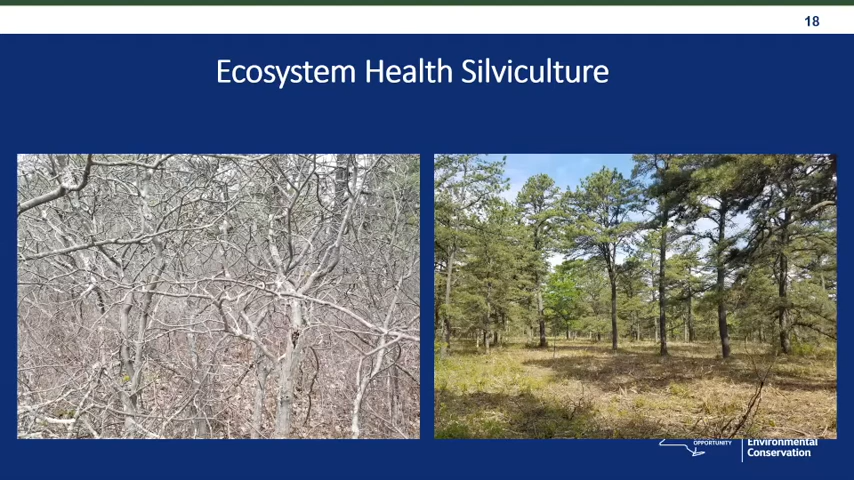 18
Ecosystem Health Silviculture
OPPORTUNITY
Environmental
Conservation